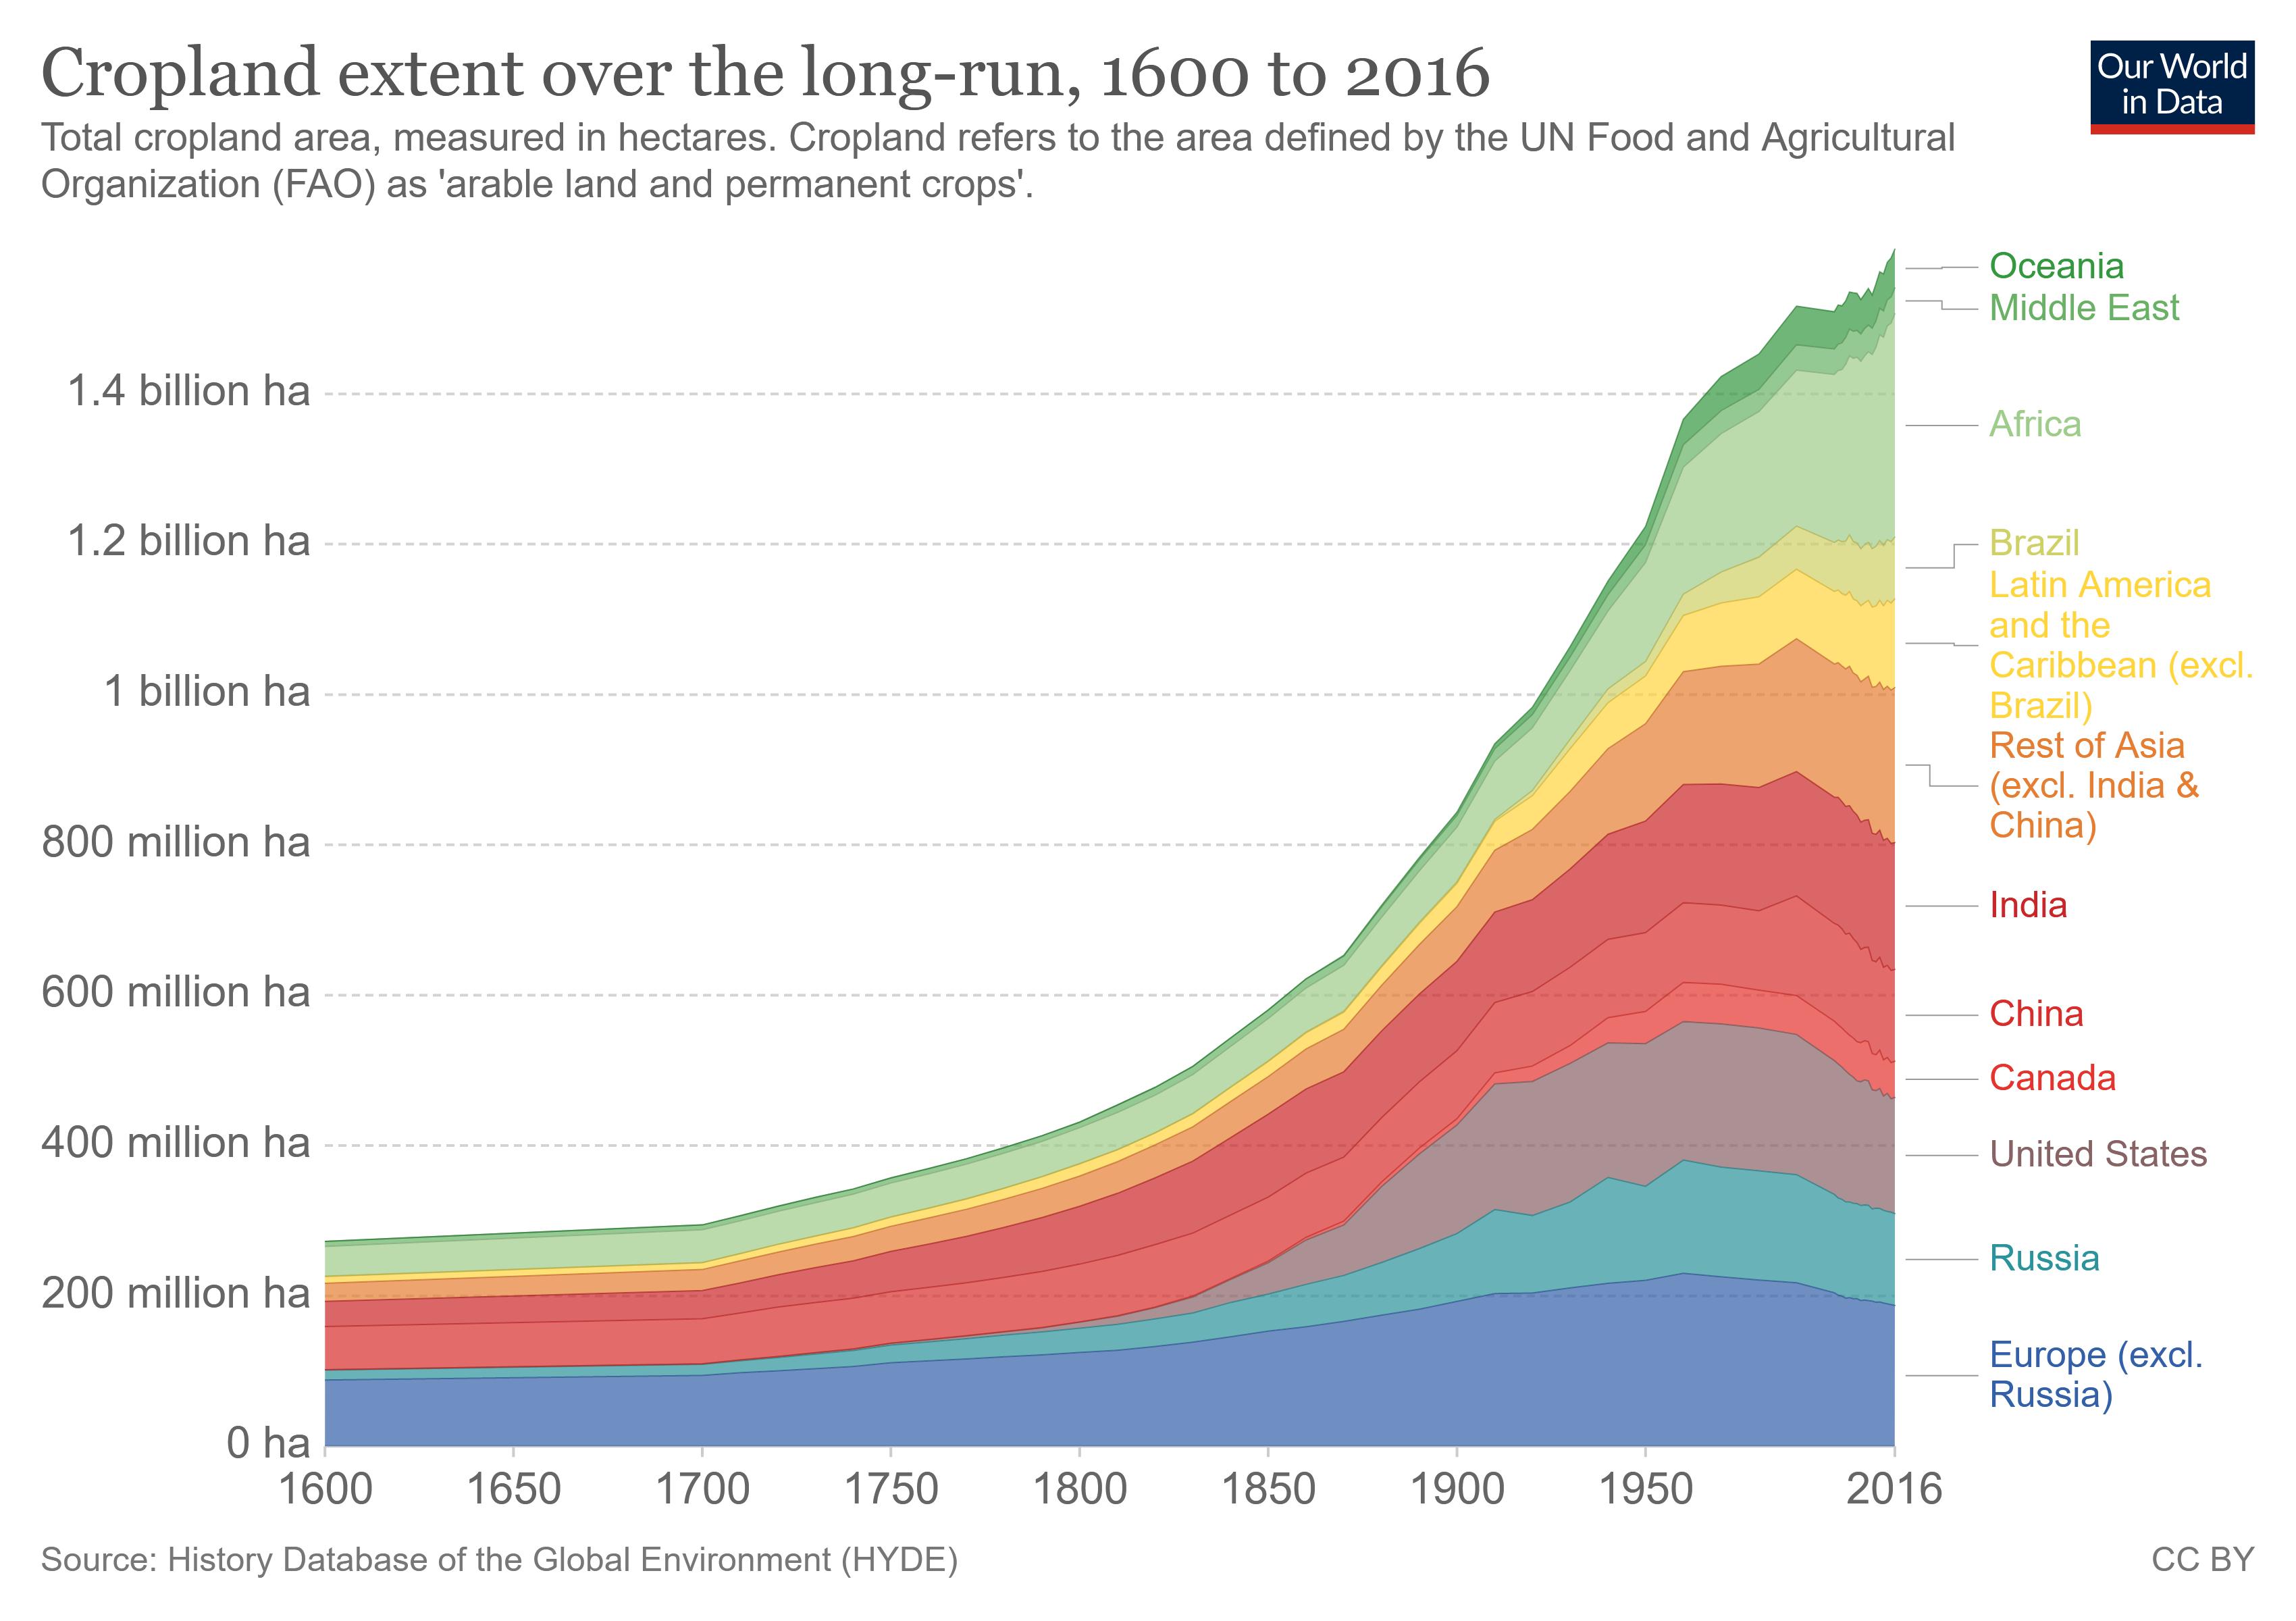 Cropland extent over the long-run, 1600 to 2016
Our World
in Data
Total cropland area, measured in hectares. Cropland refers to the area defined by the UN Food and Agricultural
Organization (FAO) as 'arable land and permanent crops'.
1.4 billion ha
1.2 billion ha
1 billion ha
800 million ha
600 million ha
400 million ha
200 million ha
0 ha
1600 1650 1700 1750 1800 1850 1900 1950 2016
Oceania
Middle East
Africa
Brazil
Latin America
and the
Caribbean (excl.
Brazil)
Rest of Asia
(excl. India &
China)
India
China
Canada
United States
Russia
Europe (excl.
Russia)
Source: History Database of the Global Environment (HYDE)
CC BY